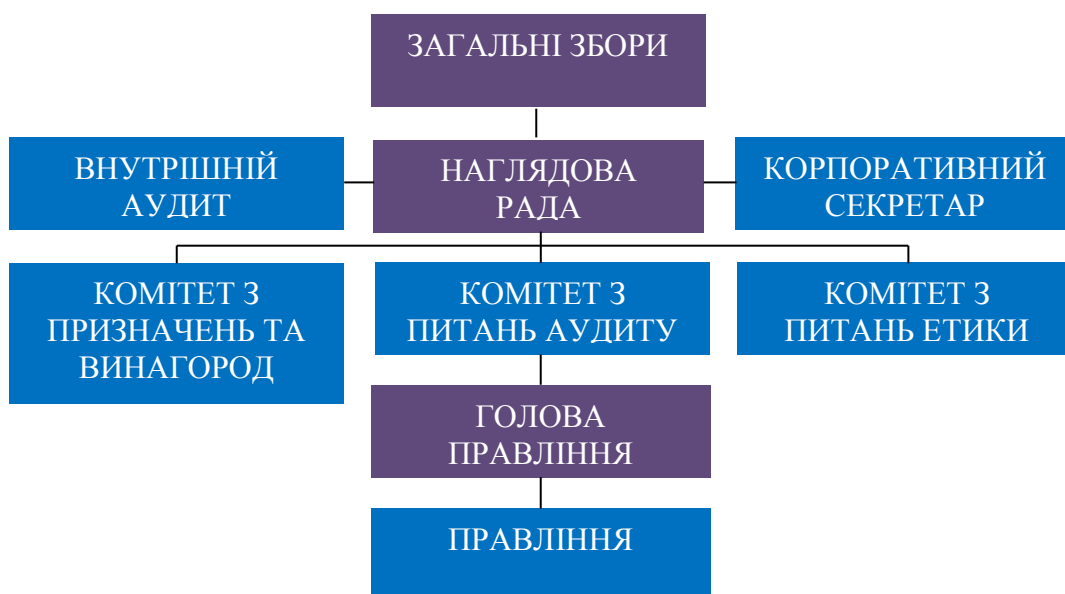 ЗАГАЛЬНІ ЗБОРИ
ВНУТРІШНІЙ
АУДИТ
НАГЛЯДОВА
РАДА
КОРПОРАТИВНИЙ
СЕКРЕТАР
КОМІТЕТ З
ПРИЗНАЧЕНЬ ТА
ВИНАГОРОД
КОМІТЕТ З
ПИТАНЬ АУДИТУ
КОМІТЕТ З
ПИТАНЬ ЕТИКИ
ГОЛОВА
ПРАВЛІННЯ
ПРАВЛІННЯ